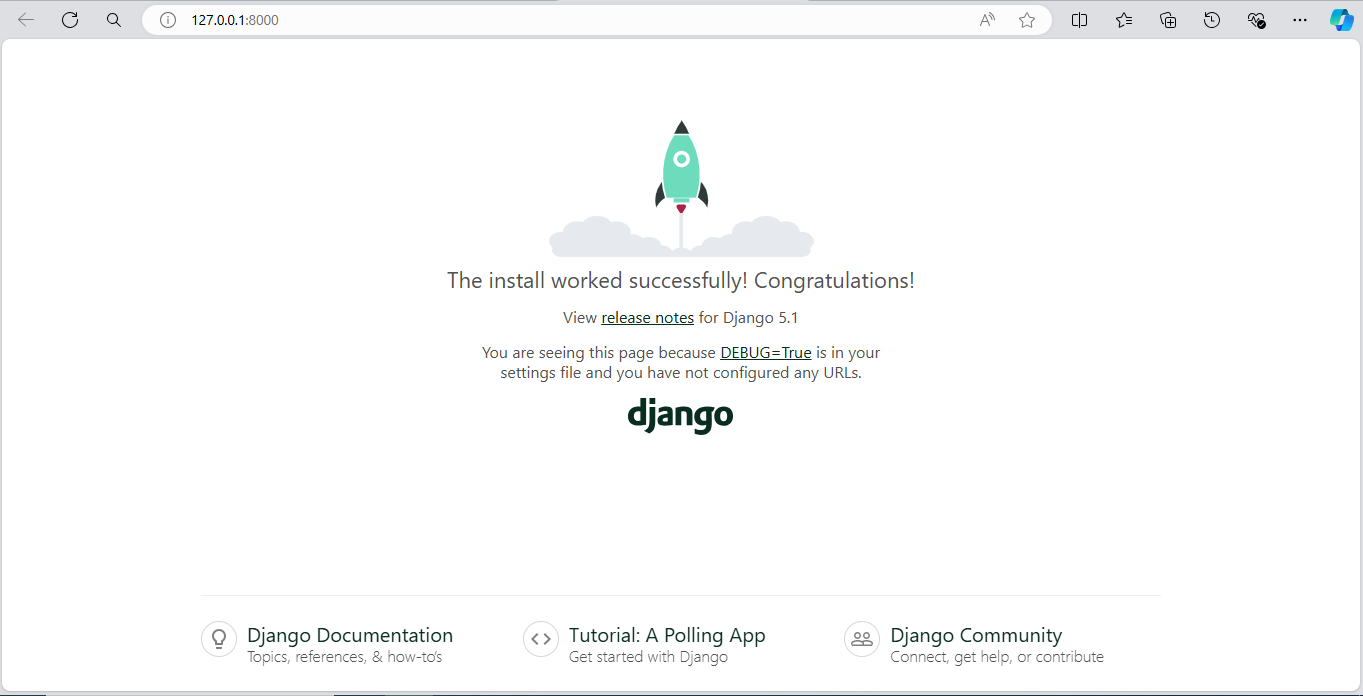 127.0.0.1:8000
The install worked successfully! Congratulations!
View release notes for Django 5.1
You are seeing this page because DEBUG=True is in your
settings file and you have not configured any URLs.
django
Django Documentation
Topics, references, & how-to's
Tutorial: A Polling App
Get started with Django
Django Community
Connect, get help, or contribute